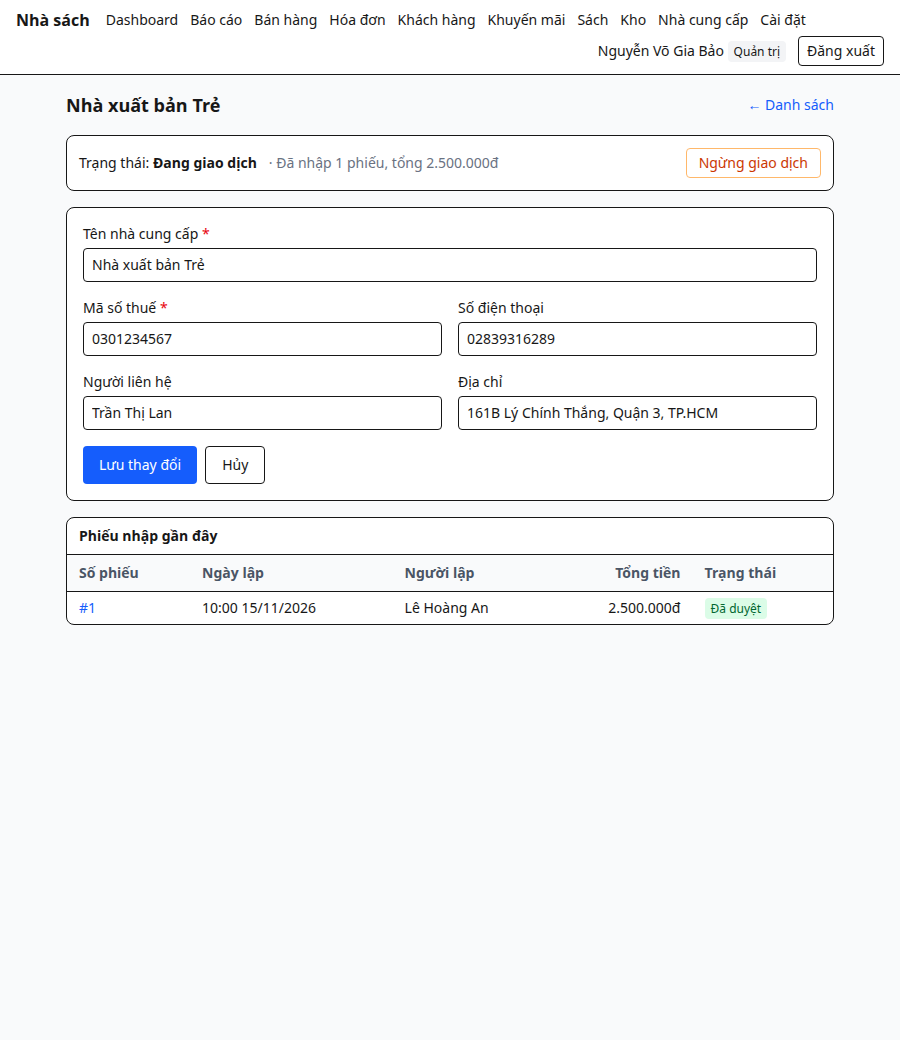 Nhà sách Dashboard Báo cáo Bán hàng Hóa đơn Khách hàng Khuyến mãi Sách Kho Nhà cung cấp Cài đặt
Nguyễn Võ Gia Bảo Quản trị Đăng xuất
Nhà xuất bản Trẻ ← Danh sách
Trạng thái: Đang giao dịch · Đã nhập 1 phiếu, tổng 2.500.000đ Ngừng giao dịch
Tên nhà cung cấp *
Nhà xuất bản Trẻ
Mã số thuế * Số điện thoại
0301234567 02839316289
Người liên hệ Địa chỉ
Trần Thị Lan 161B Lý Chính Thắng, Quận 3, TP.HCM
Lưu thay đổi Hủy
Phiếu nhập gần đây
Số phiếu Ngày lập Người lập Tổng tiền Trạng thái
#1 10:00 15/11/2026 Lê Hoàng An 2.500.000đ Đã duyệt